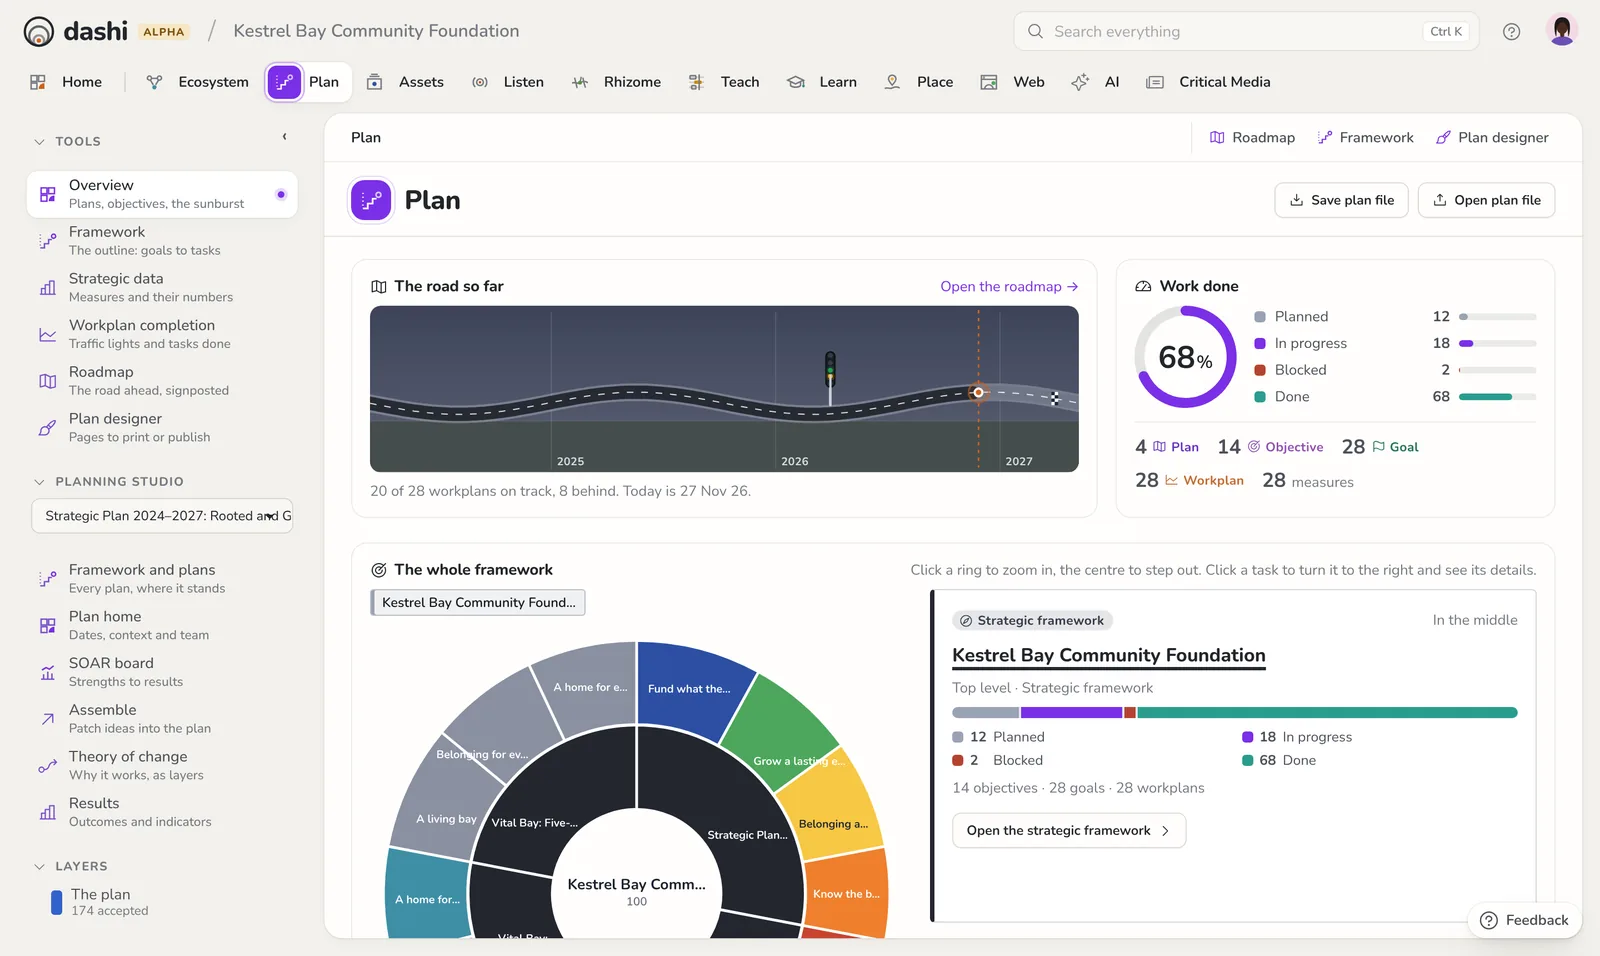 dashi ALPHA / Kestrel Bay Community Foundation
Search everything Ctrl K
Home Ecosystem Plan Assets Listen Rhizome Teach Learn Place Web AI Critical Media
TOOLS
Overview
Plans, objectives, the sunburst
Framework
The outline: goals to tasks
Strategic data
Measures and their numbers
Workplan completion
Traffic lights and tasks done
Roadmap
The road ahead, signposted
Plan designer
Pages to print or publish
PLANNING STUDIO
Strategic Plan 2024–2027: Rooted and G
Framework and plans
Every plan, where it stands
Plan home
Dates, context and team
SOAR board
Strengths to results
Assemble
Patch ideas into the plan
Theory of change
Why it works, as layers
Results
Outcomes and indicators
LAYERS
The plan
174 accepted
Plan
Roadmap Framework Plan designer
Plan
Save plan file Open plan file
The road so far
Open the roadmap →
2025 2026 2027
20 of 28 workplans on track, 8 behind. Today is 27 Nov 26.
Work done
68%
Planned 12
In progress 18
Blocked 2
Done 68
4 Plan 14 Objective 28 Goal
28 Workplan 28 measures
The whole framework
Click a ring to zoom in, the centre to step out. Click a task to turn it to the right and see its details.
Kestrel Bay Community Found...
A home for e...
Fund what the...
Belonging for ev...
Grow a lasting e...
A living bay
Vital Bay: Five-...
Strategic Plan...
Belonging a...
Kestrel Bay Comm...
100
A home for...
Know the b...
Vital Bay:
Strategic framework
In the middle
Kestrel Bay Community Foundation
Top level · Strategic framework
12 Planned
18 In progress
2 Blocked
68 Done
14 objectives · 28 goals · 28 workplans
Open the strategic framework
Feedback